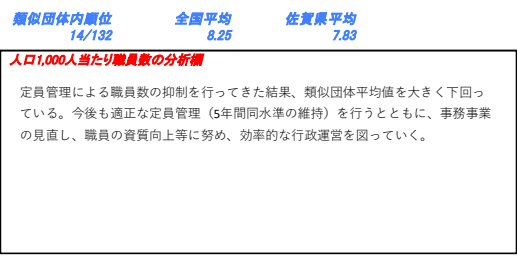 類似団体内順位 全国平均 佐賀県平均
14/132 8.25 7.83
人口1,000人当たり職員数の分析欄
定員管理による職員数の抑制を行ってきた結果、類似団体平均値を大きく下回っ
ている。今後も適正な定員管理（5年間同水準の維持）を行うとともに、事務事業
の見直し、職員の資質向上等に努め、効率的な行政運営を図っていく。